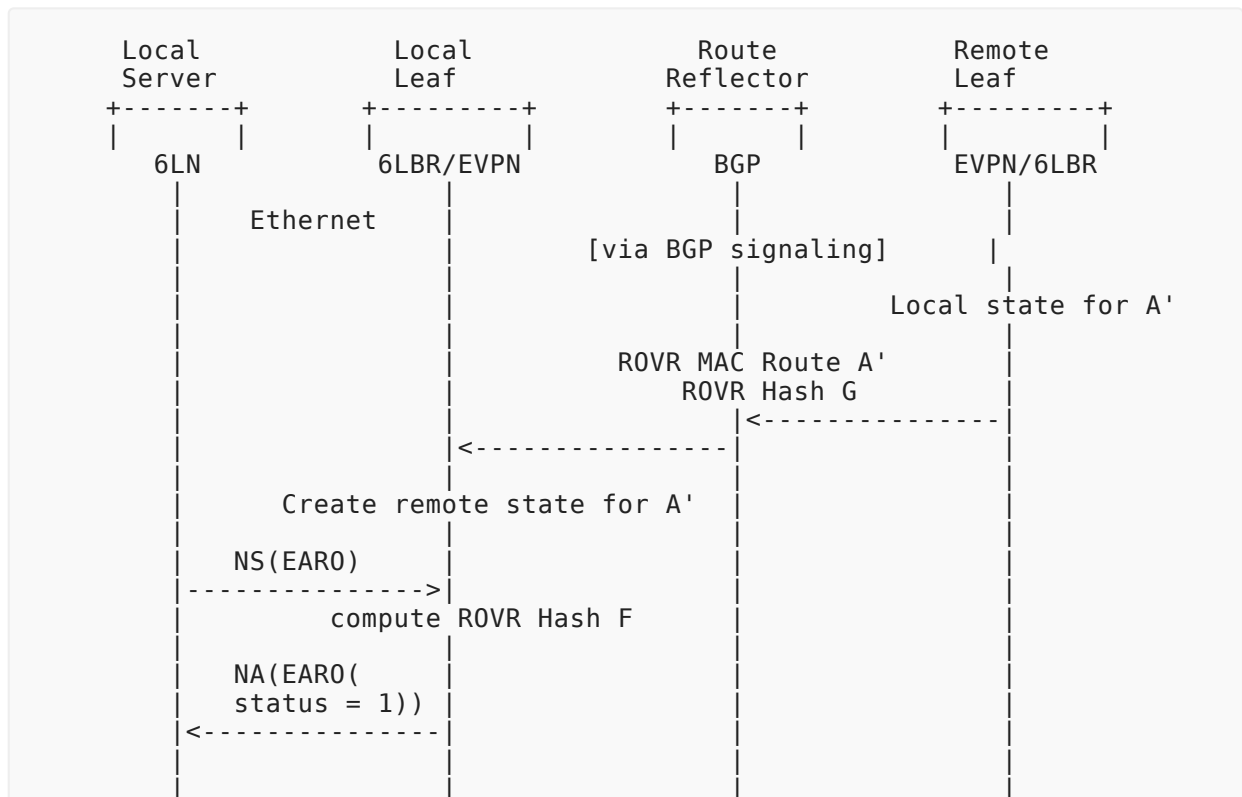 Local Local Route Remote
Server Leaf Reflector Leaf
+-------+ +---------+ +-------+ +---------+
| | | | | | | |
6LN 6LBR/EVPN BGP EVPN/6LBR
| | | |
| Ethernet | | |
| | [via BGP signaling] |
| | | |
| | | Local state for A'
| | | |
| | ROVR MAC Route A' |
| | ROVR Hash G |
| | |<---------------|
| |<----------------| |
| | | |
| Create remote state for A' | |
| | | |
| NS(EARO) | | |
|--------------->| | |
| compute ROVR Hash F | |
| | | |
| NA(EARO( | | |
| status = 1)) | | |
|<---------------| | |
| | | |
| | | |